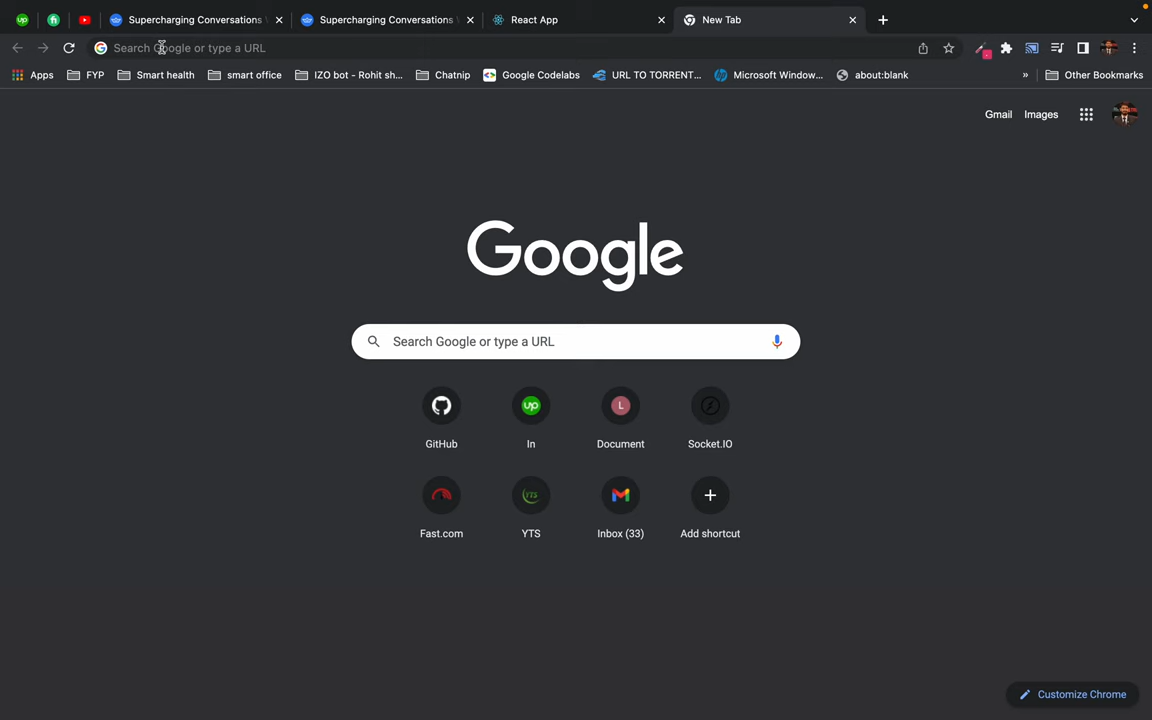 Supercharging Conversations
Supercharging Conversations
React App
New Tab
Search Google or type a URL
Apps
FYP
Smart health
smart office
IZO bot - Rohit sh...
Chatnip
Google Codelabs
URL TO TORRENT...
Microsoft Window...
about:blank
»
Other Bookmarks
Gmail
Images
Google
Search Google or type a URL
GitHub
In
Document
Socket.IO
Fast.com
YTS
Inbox (33)
Add shortcut
Customize Chrome